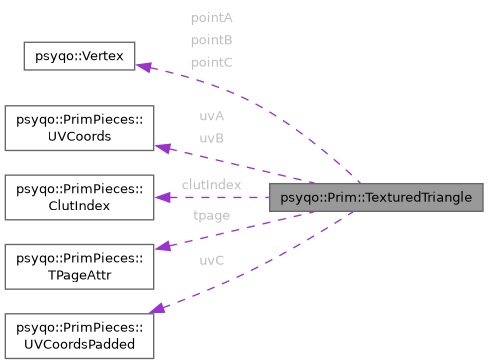 pointA
pointB
pointC
psyqo::Vertex
uvA
uvB
psyqo::PrimPieces::
UVCoords
clutIndex
psyqo::PrimPieces::
ClutIndex
psyqo::Prim::TexturedTriangle
tpage
psyqo::PrimPieces::
TPageAttr
uvC
psyqo::PrimPieces::
UVCoordsPadded